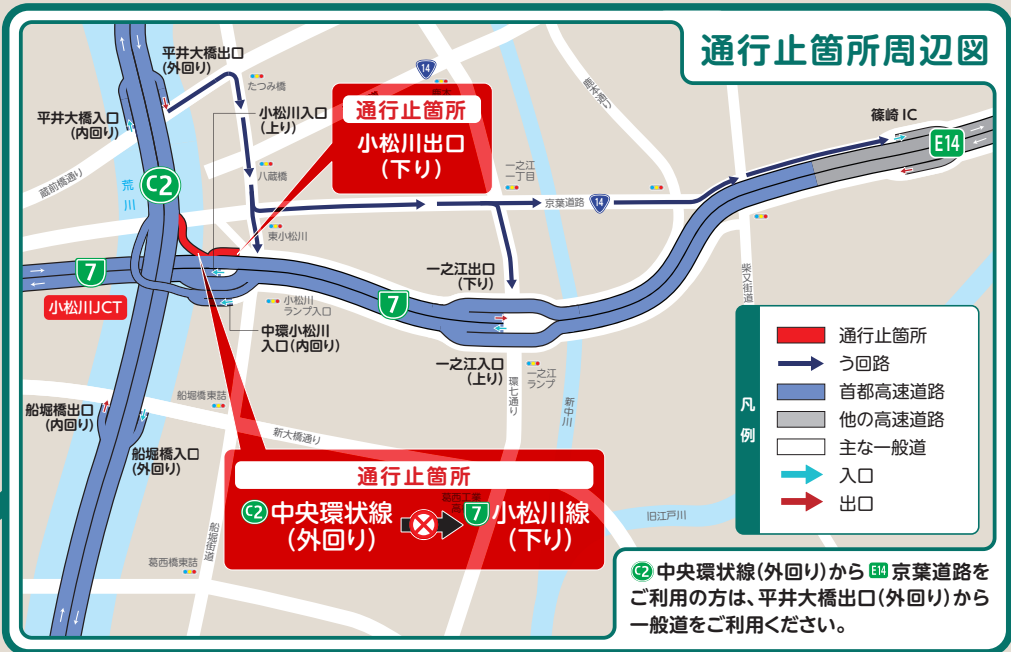 通行止箇所周辺図
平井大橋出口
(外回り)
たつみ橋
14
鹿本通り
平井大橋入口
(内回り)
小松川入口
(上り)
通行止箇所
小松川出口
(下り)
篠崎 IC
E14
蔵前橋通り
荒川
C2
八蔵橋
一之江
一丁目
京葉道路
14
東小松川
7
小松川JCT
小松川
ランプ入口
7
一之江出口
(下り)
柴又街道
中環小松川
入口(内回り)
一之江入口
(上り)
一之江
ランプ
環七通り
新中川
船堀橋東詰
船堀橋出口
(内回り)
新大橋通り
船堀橋入口
(外回り)
船堀街道
葛西橋東詰
旧江戸川
通行止箇所
C2 中央環状線
(外回り)
7 小松川線
(下り)
凡例
通行止箇所
う回路
首都高速道路
他の高速道路
主な一般道
入口
出口
C2 中央環状線(外回り)から E14 京葉道路を
ご利用の方は、平井大橋出口(外回り)から
一般道をご利用ください。